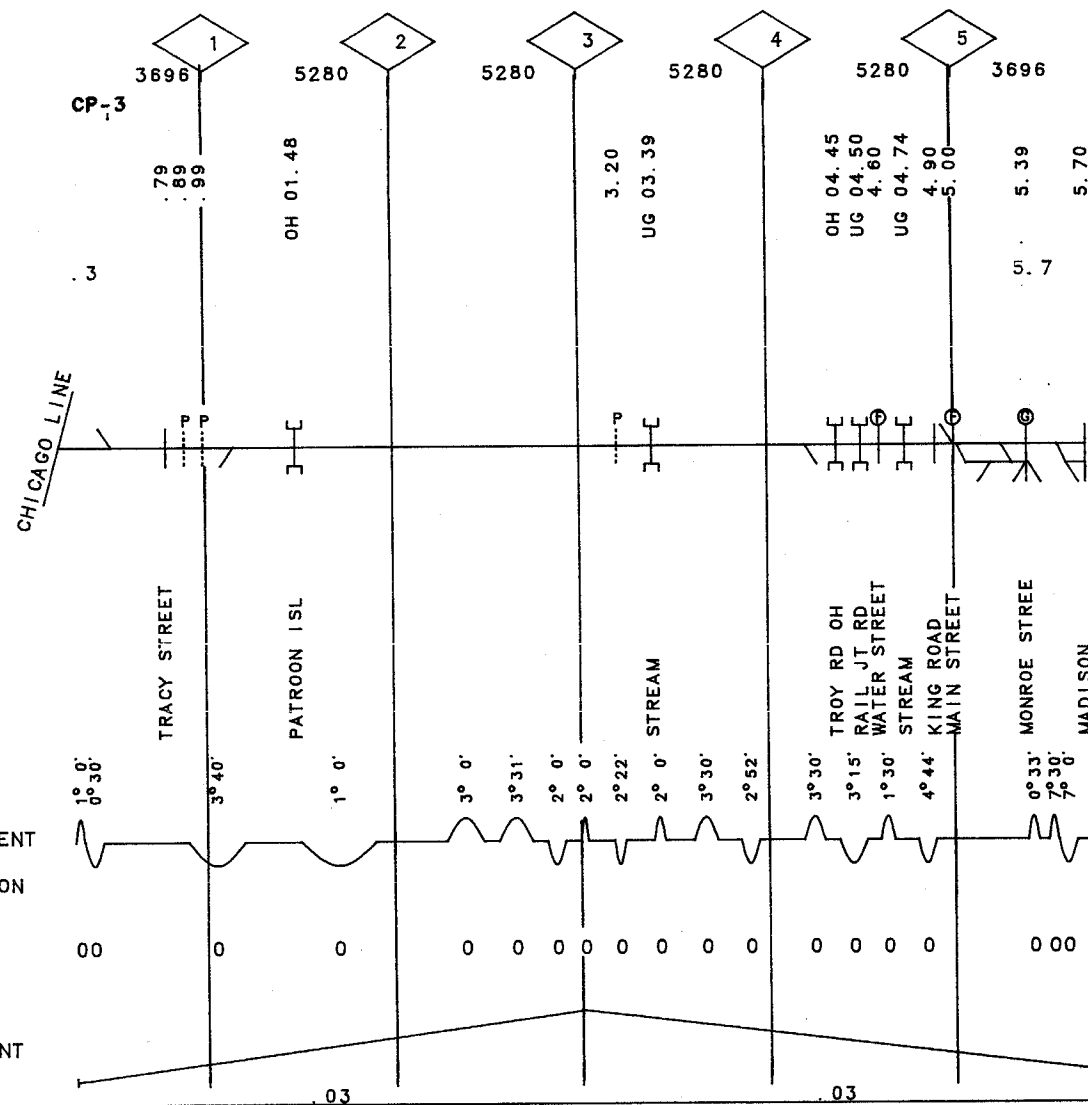 1 2 3 4 5
3696 5280 5280 5280 5280 3696
CP-3
.79
.89
.99
OH 01.48
3.20
UG 03.39
OH 04.45
UG 04.50
4.60
UG 04.74
4.90
5.00
5.39
5.70
.3
5.7
CHICAGO LINE
P P P F F G
TRACY STREET
PATROON ISL
STREAM
TROY RD OH
RAIL JT RD
WATER STREET
STREAM
KING ROAD
MAIN STREET
MONROE STREE
MADISON
1° 0'
0°30'
3°40'
1° 0'
3° 0'
3°31'
2° 0'
2° 0'
2°22'
2° 0'
3°30'
2°52'
3°30'
3°15'
1°30'
4°44'
0°33'
7°30'
7° 0'
ENT
ON
00 0 0 0 0 0 0 0 0 0 0 0 0 0 0 0 00
NT
.03 .03